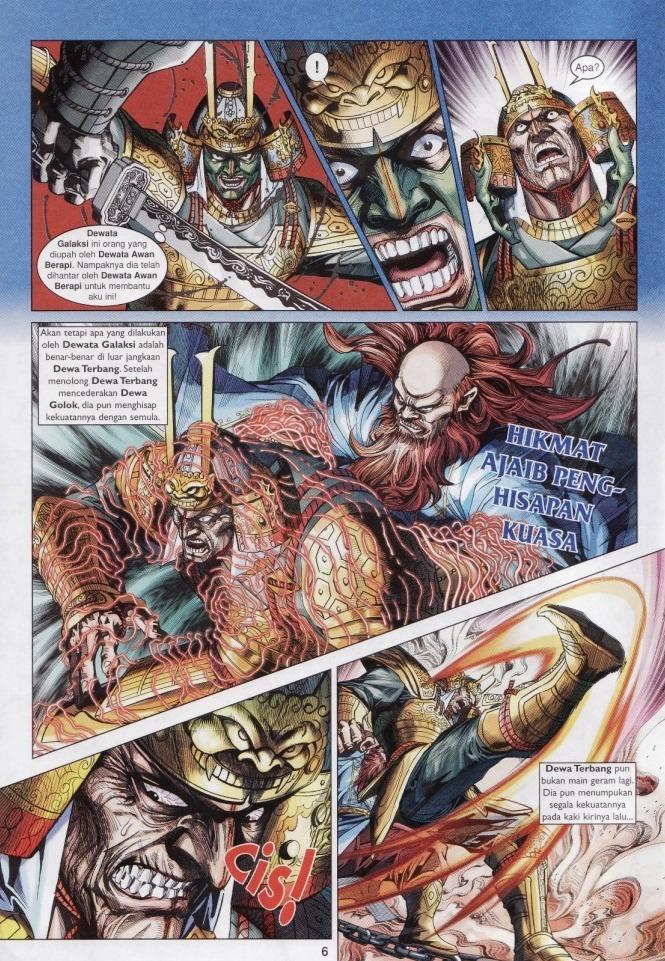 Dewata
Galaksi ini orang yang
diupah oleh Dewata Awan
Berapi. Nampaknya dia telah
dihantar oleh Dewata Awan
Berapi untuk membantu
aku ini!
!
Apa?
Akan tetapi apa yang dilakukan
oleh Dewata Galaksi adalah
benar-benar di luar jangkaan
Dewa Terbang. Setelah
menolong Dewa Terbang
mencederakan Dewa
Golok, dia pun menghisap
kekuatannya dengan semula.
HIKMAT
AJAIB PENG-
HISAPAN
KUASA
Cis!
Dewa Terbang pun
bukan main geram lagi.
Dia pun menumpukan
segala kekuatannya
pada kaki kirinya lalu...
6